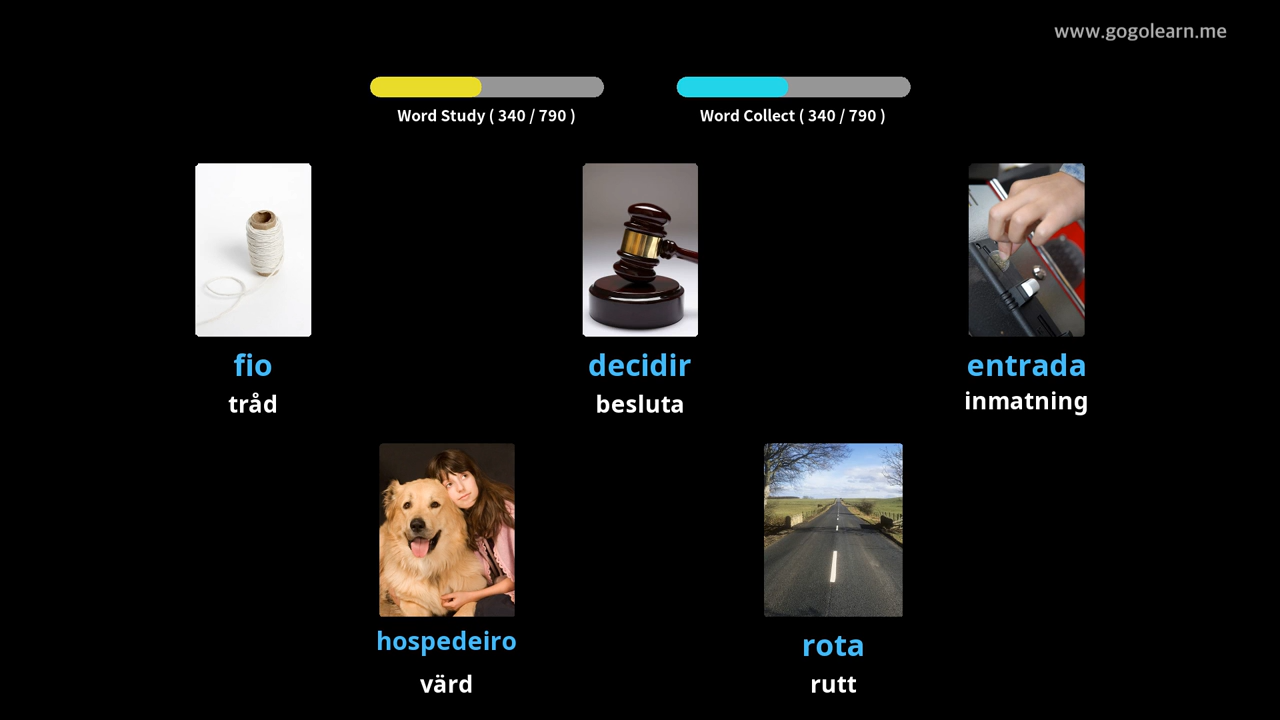 www.gogolearn.me
Word Study ( 340 / 790 )
Word Collect ( 340 / 790 )
fio
tråd
decidir
besluta
entrada
inmatning
hospedeiro
värd
rota
rutt